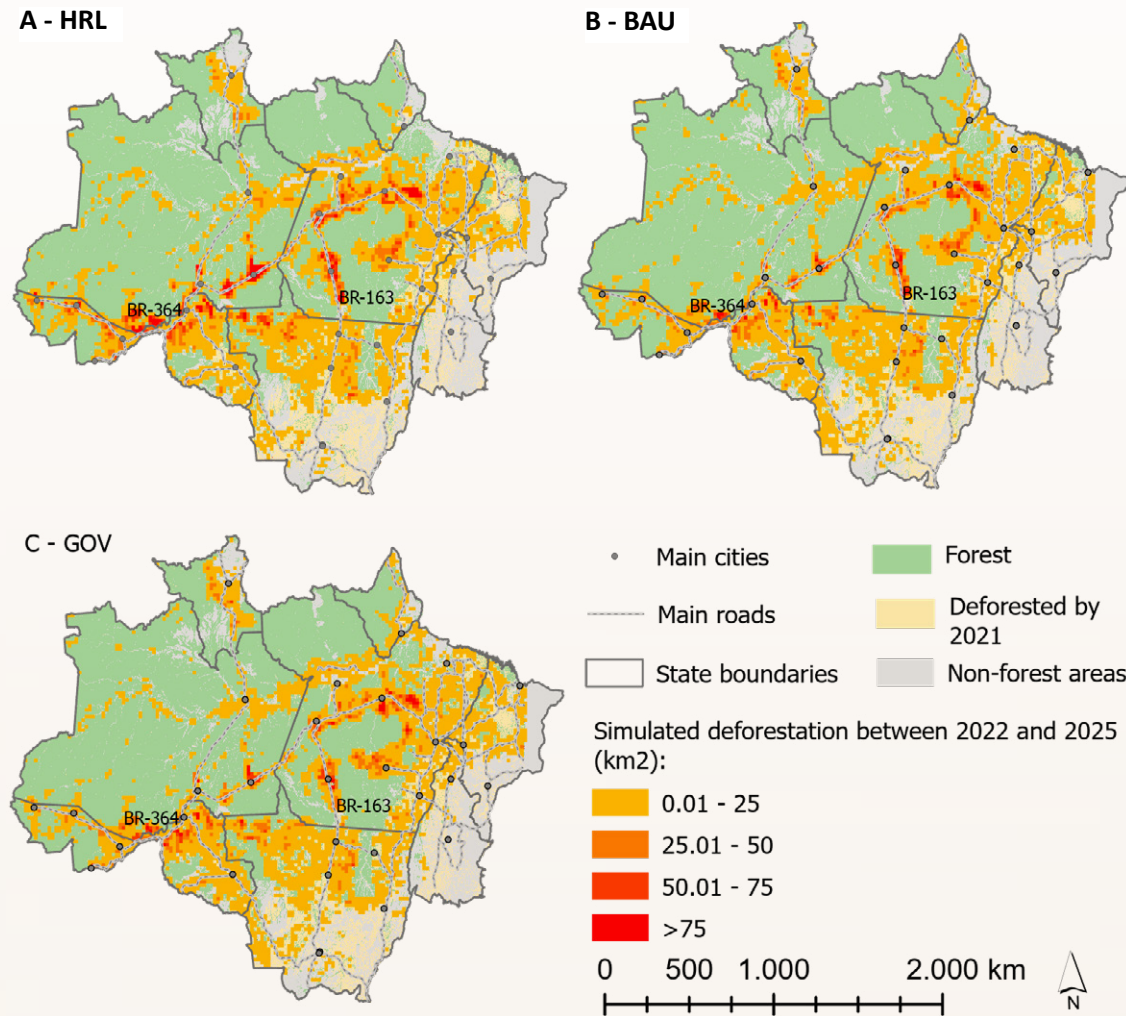 A - HRL
B - BAU
BR-364
BR-163
BR-364
BR-163
C - GOV
BR-364
BR-163
Main cities
Forest
Main roads
Deforested by
2021
State boundaries
Non-forest areas
Simulated deforestation between 2022 and 2025
(km2):
0.01 - 25
25.01 - 50
50.01 - 75
>75
0 500 1.000 2.000 km
N